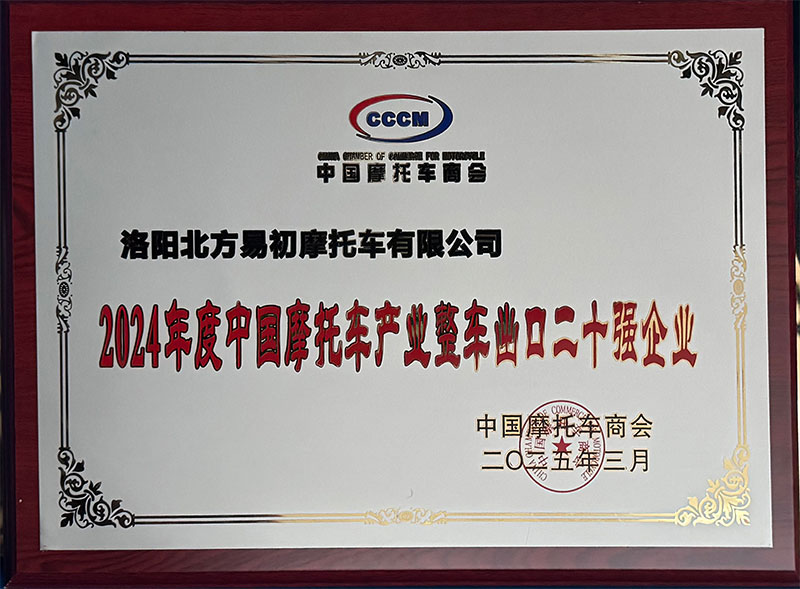 CCCM
CHINA CHAMBER OF COMMERCE FOR MOTORCYCLE
中国摩托车商会
洛阳北方易初摩托车有限公司
2024年度中国摩托车产业整车出口二十强企业
中国摩托车商会
二〇二五年三月